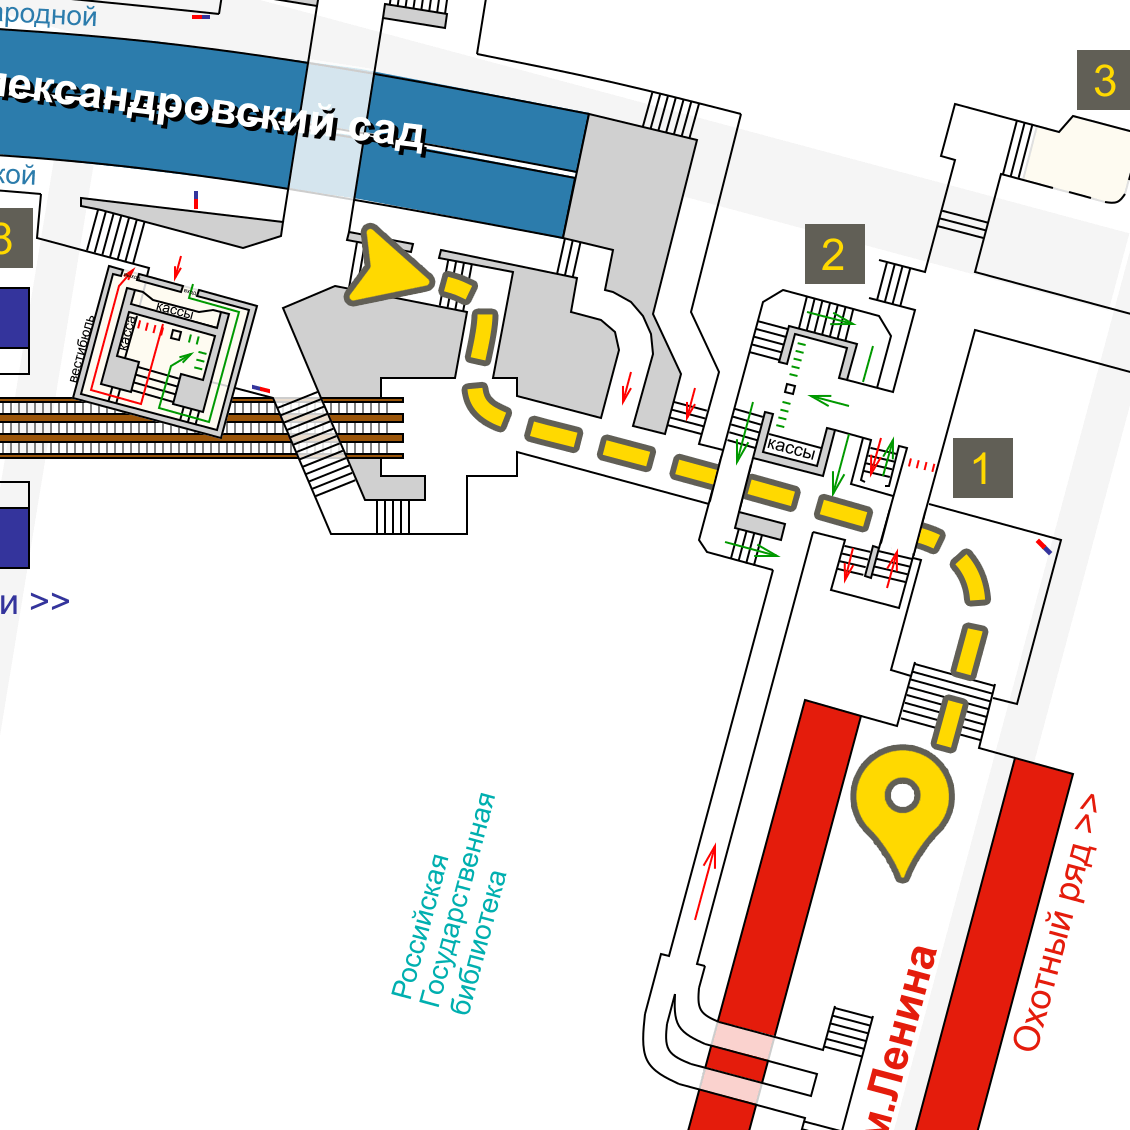 ародной
лександровский сад
кой
3
3
2
1
кассы
касса
вестибюль
кассы
и >>
Российская
Государственная
библиотека
Охотный ряд >>
м.Ленина